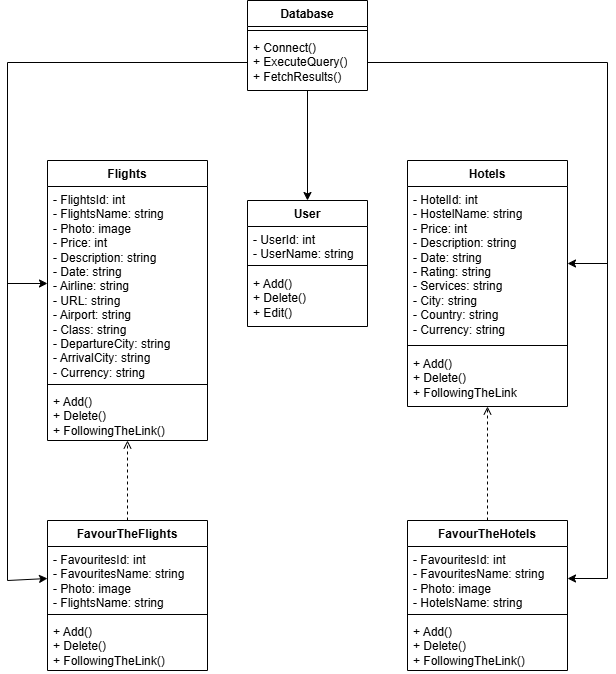 Database
+ Connect()
+ ExecuteQuery()
+ FetchResults()
Flights
- FlightsId: int
- FlightsName: string
- Photo: image
- Price: int
- Description: string
- Date: string
- Airline: string
- URL: string
- Airport: string
- Class: string
- DepartureCity: string
- ArrivalCity: string
- Currency: string
+ Add()
+ Delete()
+ FollowingTheLink()
User
- UserId: int
- UserName: string
+ Add()
+ Delete()
+ Edit()
Hotels
- HotelId: int
- HostelName: string
- Price: int
- Description: string
- Date: string
- Rating: string
- Services: string
- City: string
- Country: string
- Currency: string
+ Add()
+ Delete()
+ FollowingTheLink
FavourTheFlights
- FavouritesId: int
- FavouritesName: string
- Photo: image
- FlightsName: string
+ Add()
+ Delete()
+ FollowingTheLink()
FavourTheHotels
- FavouritesId: int
- FavouritesName: string
- Photo: image
- HotelsName: string
+ Add()
+ Delete()
+ FollowingTheLink()